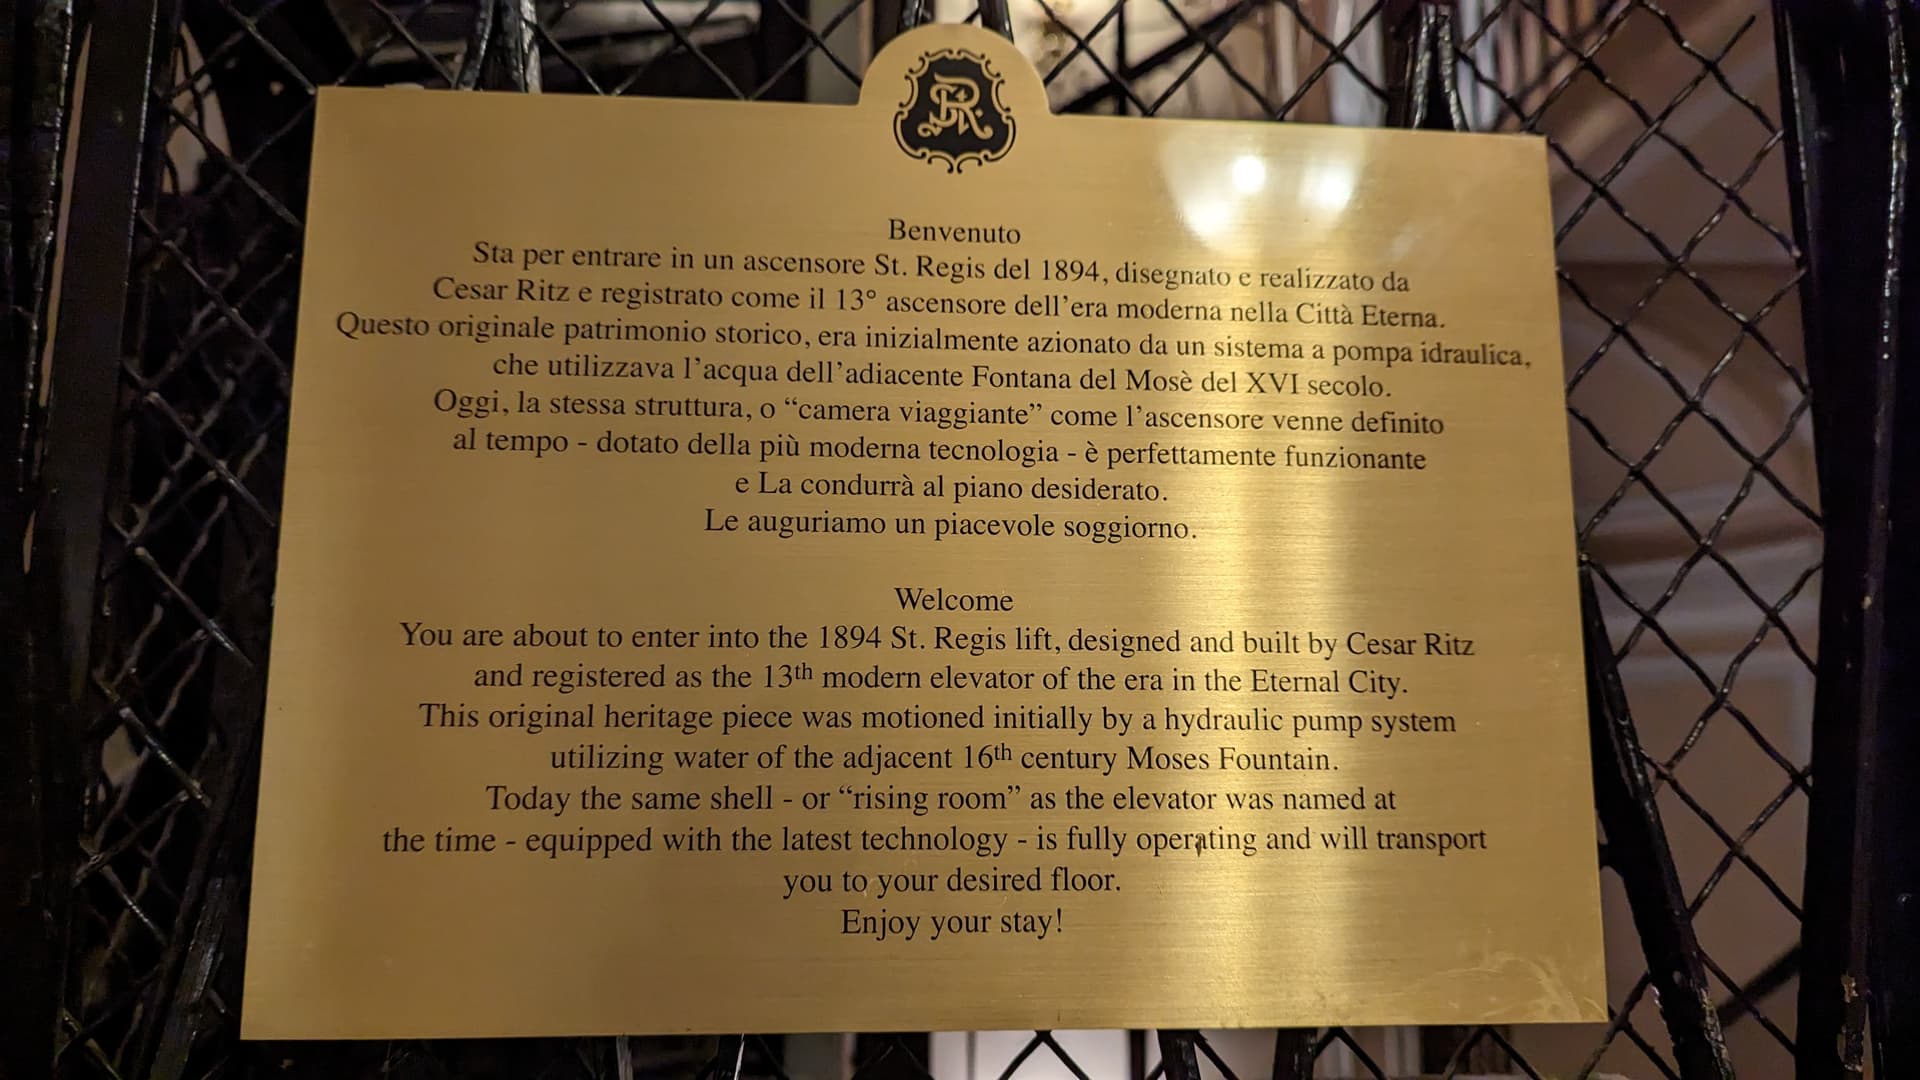 SR
Benvenuto
Sta per entrare in un ascensore St. Regis del 1894, disegnato e realizzato da
Cesar Ritz e registrato come il 13° ascensore dell'era moderna nella Città Eterna.
Questo originale patrimonio storico, era inizialmente azionato da un sistema a pompa idraulica,
che utilizzava l'acqua dell'adiacente Fontana del Mosè del XVI secolo.
Oggi, la stessa struttura, o “camera viaggiante” come l'ascensore venne definito
al tempo - dotato della più moderna tecnologia - è perfettamente funzionante
e La condurrà al piano desiderato.
Le auguriamo un piacevole soggiorno.
Welcome
You are about to enter into the 1894 St. Regis lift, designed and built by Cesar Ritz
and registered as the 13th modern elevator of the era in the Eternal City.
This original heritage piece was motioned initially by a hydraulic pump system
utilizing water of the adjacent 16th century Moses Fountain.
Today the same shell - or “rising room” as the elevator was named at
the time - equipped with the latest technology - is fully operating and will transport
you to your desired floor.
Enjoy your stay!